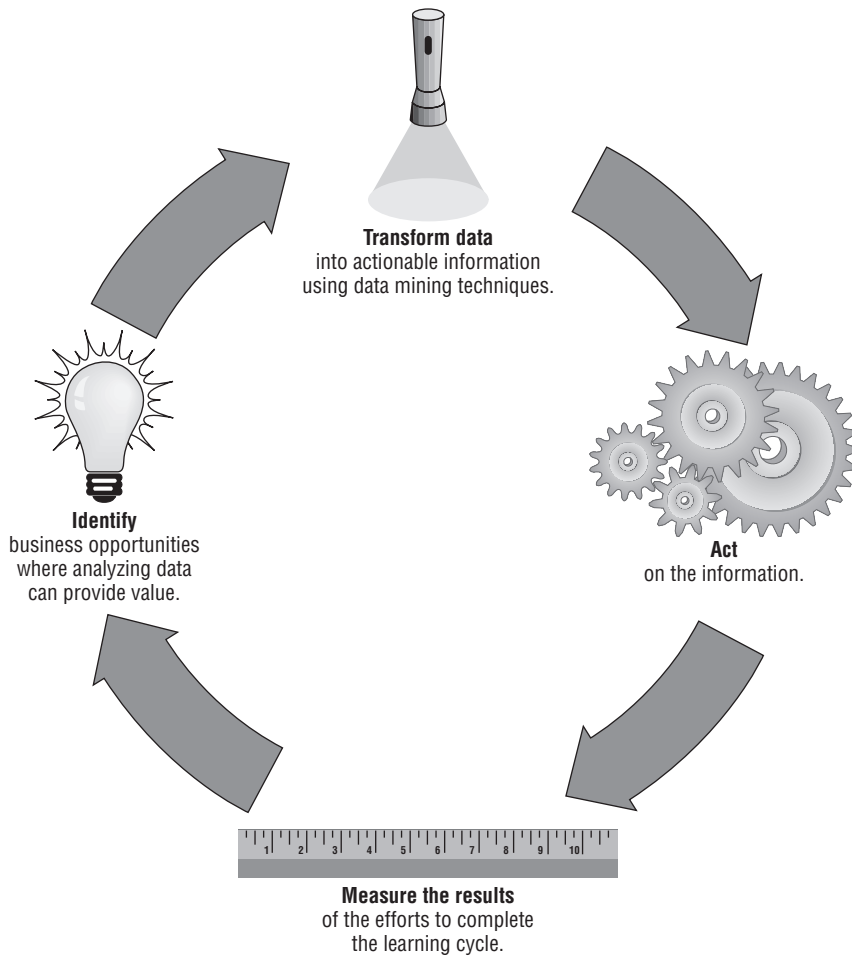 Transform data
into actionable information
using data mining techniques.
Identify
business opportunities
where analyzing data
can provide value.
Act
on the information.
1 2 3 4 5 6 7 8 9 10
Measure the results
of the efforts to complete
the learning cycle.